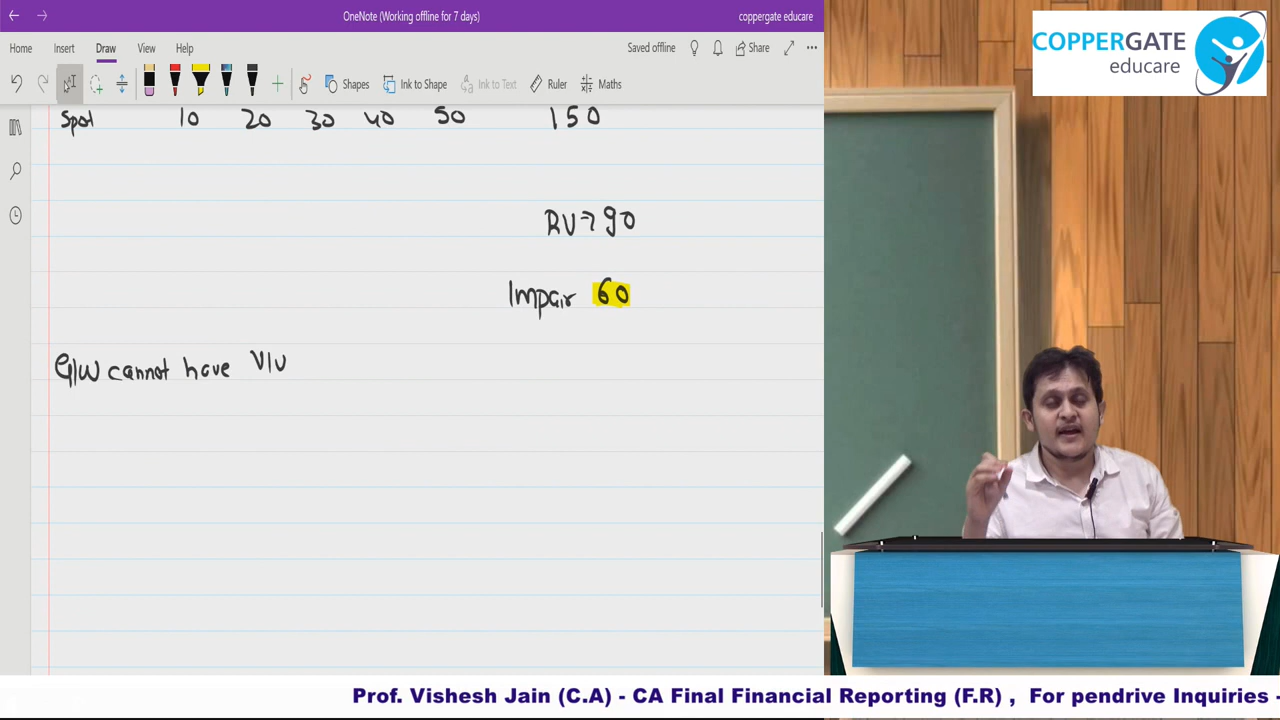 OneNote (Working offline for 7 days)
coppergate educare
Home Insert Draw View Help
Saved offline
Share
Shapes
Ink to Shape
Ink to Text
Ruler
Maths
COPPERGATE
educare
Spot 10 20 30 40 50 150
RV → 90
Impair 60
G/W cannot have VIU
Prof. Vishesh Jain (C.A) - CA Final Financial Reporting (F.R) , For pendrive Inquiries -